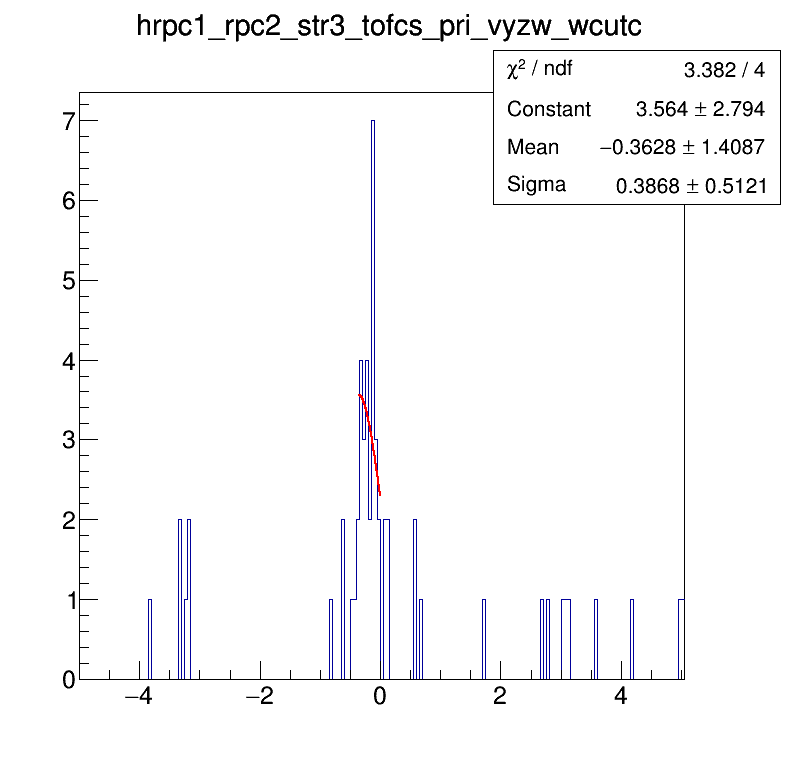 hrpc1_rpc2_str3_tofcs_pri_vyzw_wcutc
χ² / ndf 3.382 / 4
Constant 3.564 ± 2.794
Mean −0.3628 ± 1.4087
Sigma 0.3868 ± 0.5121
7
6
5
4
3
2
1
0
−4 −2 0 2 4